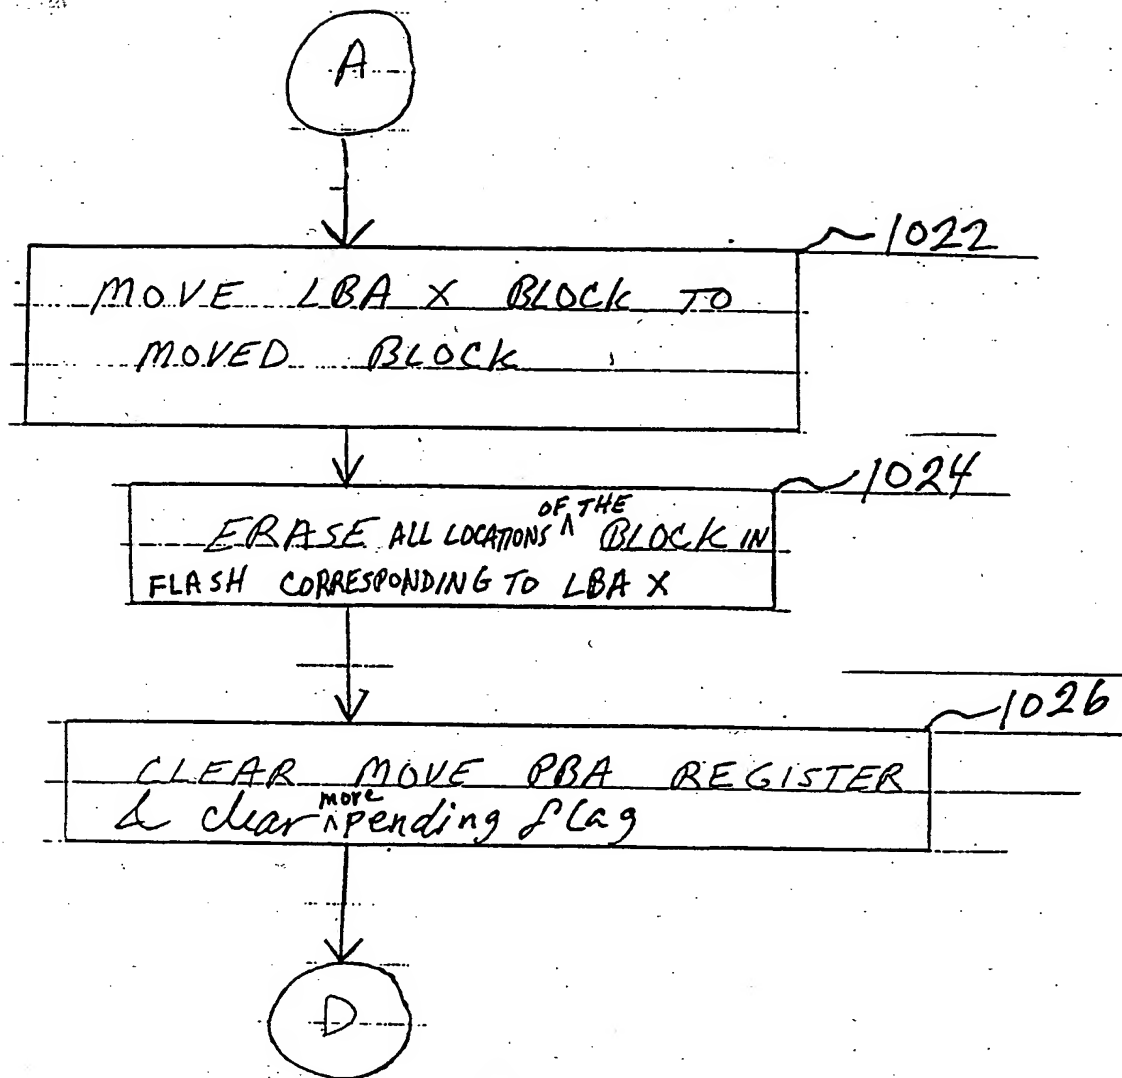 A
1022
MOVE LBA X BLOCK TO
MOVED BLOCK
1024
ERASE ALL LOCATIONS OF THE BLOCK IN
FLASH CORRESPONDING TO LBA X
1026
CLEAR MOVE PBA REGISTER
& clear more pending flag
D